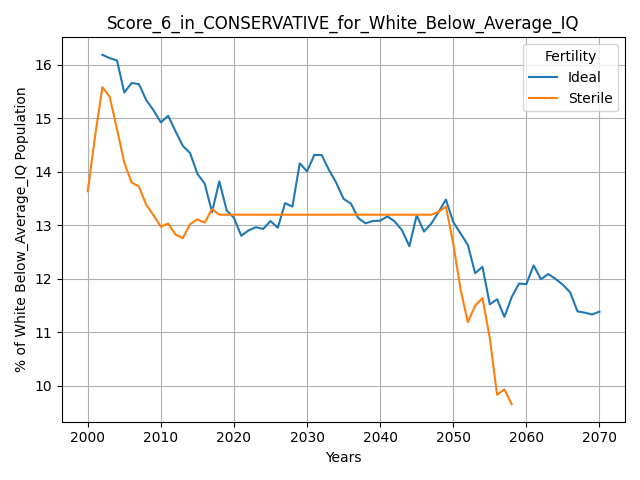 Score_6_in_CONSERVATIVE_for_White_Below_Average_IQ
% of White Below_Average_IQ Population
16
15
14
13
12
11
10
Fertility
Ideal
Sterile
2000 2010 2020 2030 2040 2050 2060 2070
Years